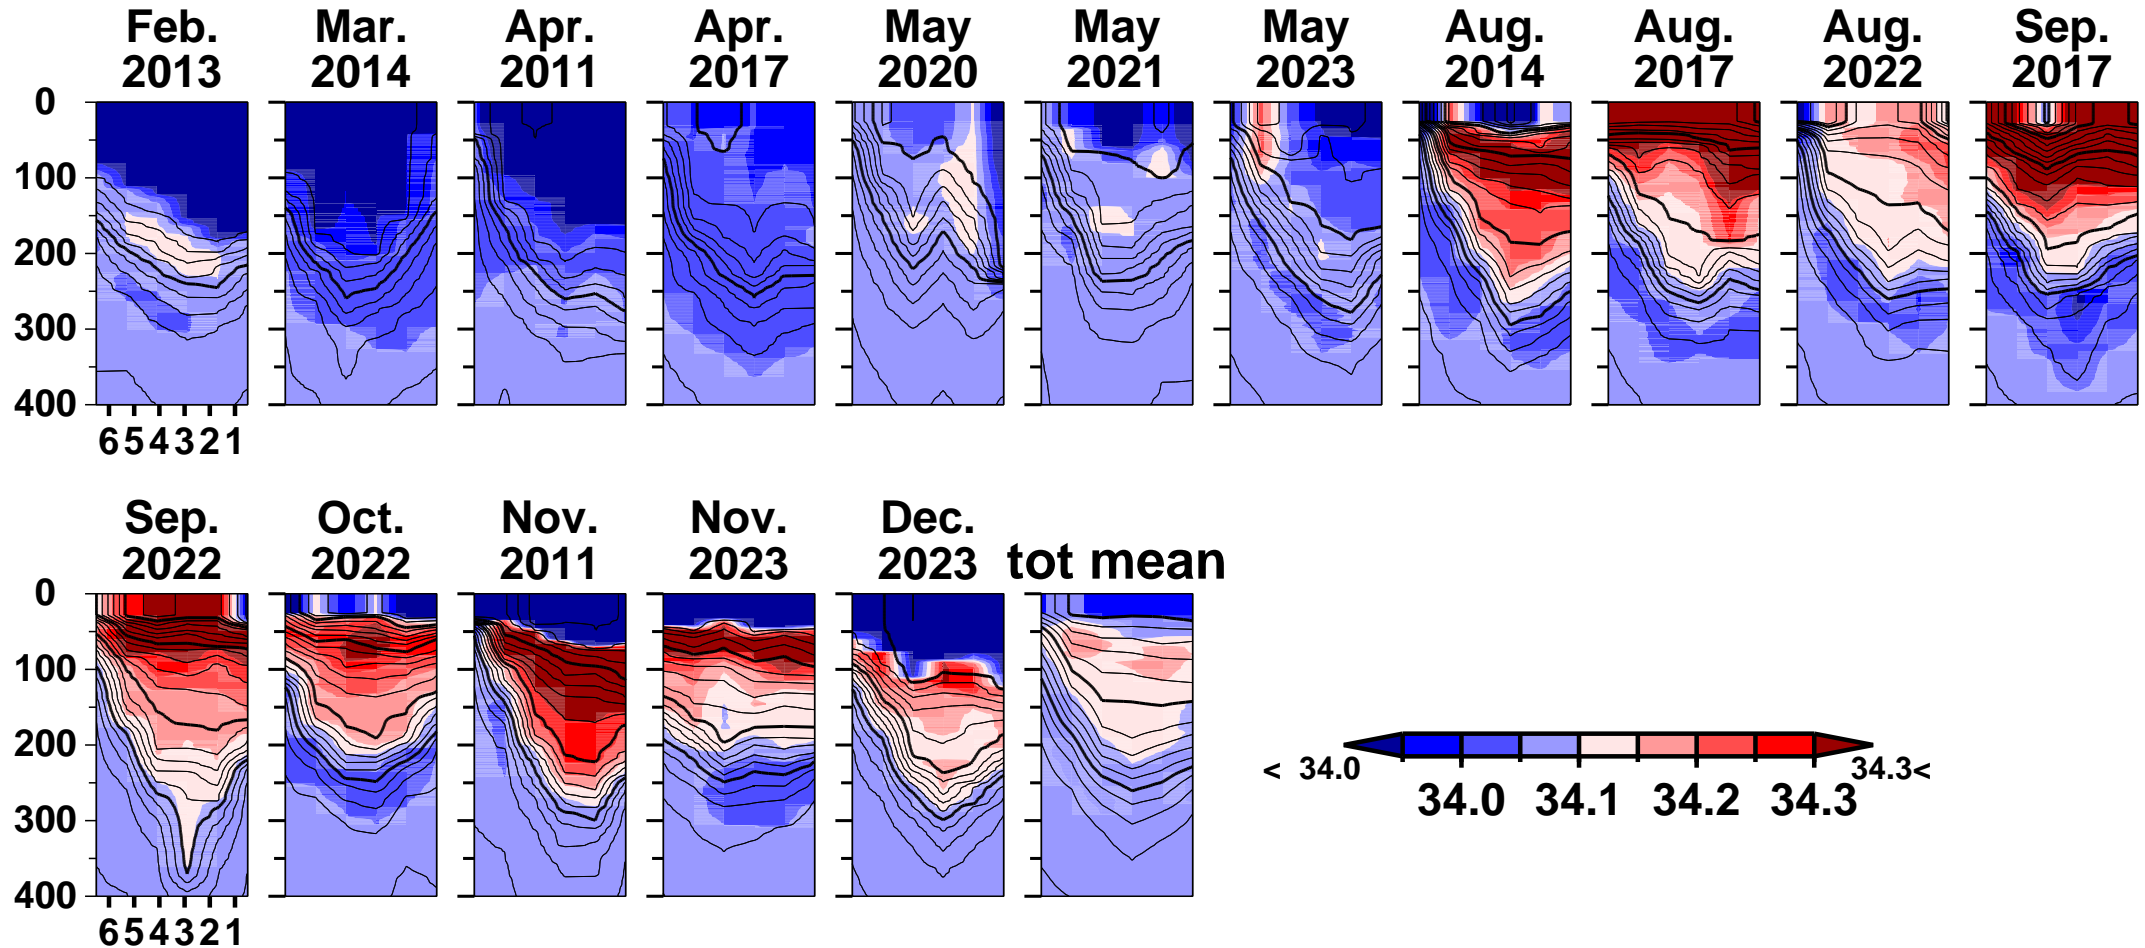 Feb. Mar. Apr. Apr. May May May Aug. Aug. Aug. Sep.
2013 2014 2011 2017 2020 2021 2023 2014 2017 2022 2017
0
100
200
300
400
6 5 4 3 2 1
Sep. Oct. Nov. Nov. Dec.
2022 2022 2011 2023 2023 tot mean
0
100
200
300
400
6 5 4 3 2 1
< 34.0 34.3<
34.0 34.1 34.2 34.3